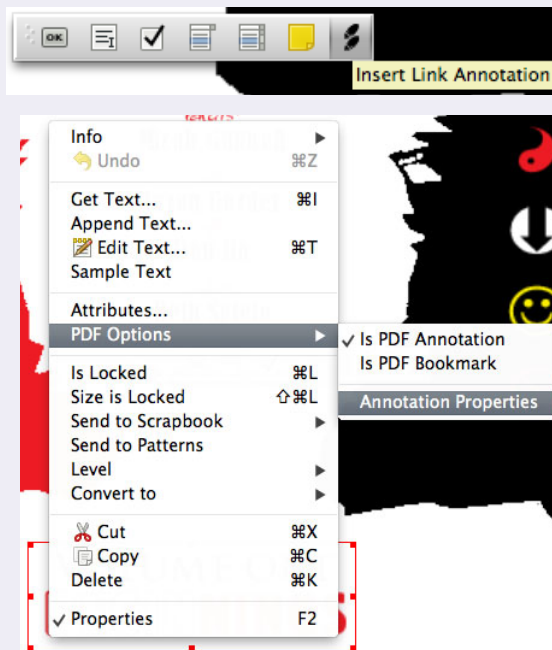 OK
Insert Link Annotation
Info
Undo ⌘Z
Get Text... ⌘I
Append Text...
Edit Text... ⌘T
Sample Text
Attributes...
PDF Options
✓ Is PDF Annotation
Is PDF Bookmark
Annotation Properties
Is Locked ⌘L
Size is Locked ⇧⌘L
Send to Scrapbook
Send to Patterns
Level
Convert to
Cut ⌘X
Copy ⌘C
Delete ⌘K
✓ Properties F2